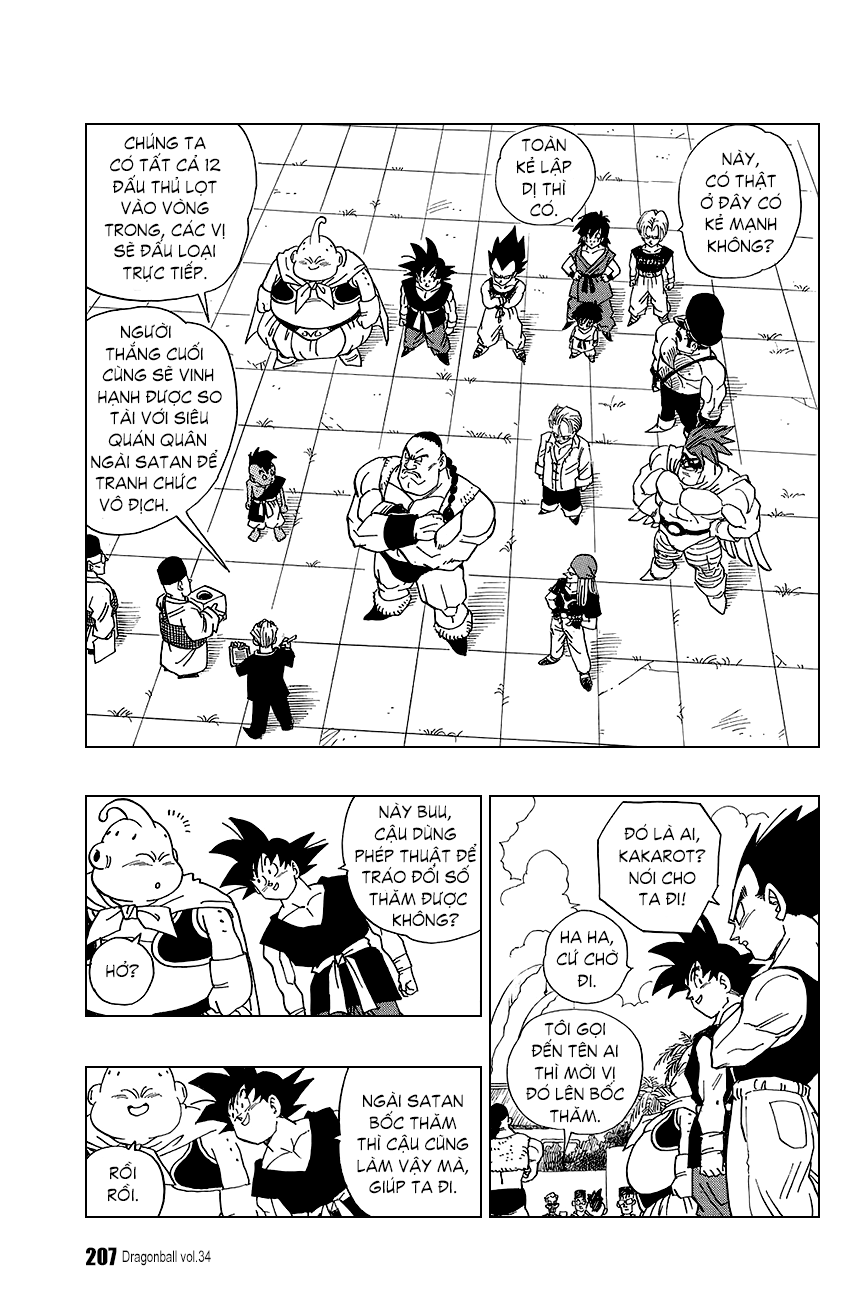 NÀY,
CÓ THẬT
Ở ĐÂY CÓ
KẺ MẠNH
KHÔNG?
TOÀN
KẺ LẬP
DỊ THÌ
CÓ.
CHÚNG TA
CÓ TẤT CẢ 12
ĐẤU THỦ LỌT
VÀO VÒNG
TRONG, CÁC VỊ
SẼ ĐẤU LOẠI
TRỰC TIẾP.
NGƯỜI
THẮNG CUỐI
CÙNG SẼ VINH
HẠNH ĐƯỢC SO
TÀI VỚI SIÊU
QUÁN QUÂN
NGÀI SATAN ĐỂ
TRANH CHỨC
VÔ ĐỊCH.
ĐÓ LÀ AI,
KAKAROT?
NÓI CHO
TA ĐI!
HA HA,
CỨ CHỜ
ĐI.
TÔI GỌI
ĐẾN TÊN AI
THÌ MỜI VỊ
ĐÓ LÊN BỐC
THĂM.
NÀY BUU,
CẬU DÙNG
PHÉP THUẬT ĐỂ
TRÁO ĐỔI SỐ
THĂM ĐƯỢC
KHÔNG?
HỞ?
NGÀI SATAN
BỐC THĂM
THÌ CẬU CŨNG
LÀM VẬY MÀ,
GIÚP TA ĐI.
RỒI
RỒI.
207 Dragonball vol.34